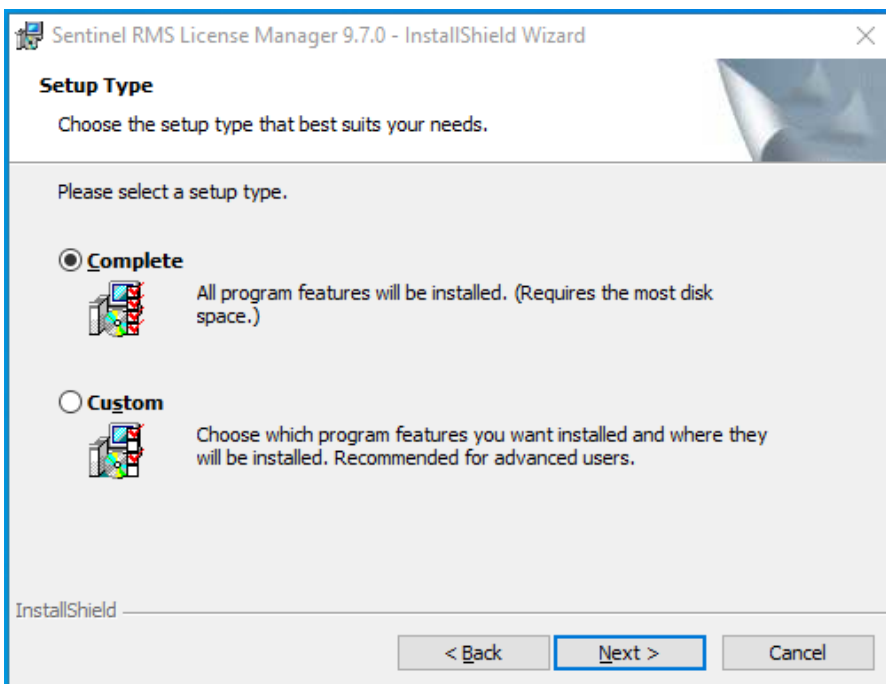 Sentinel RMS License Manager 9.7.0 - InstallShield Wizard
Setup Type
Choose the setup type that best suits your needs.
Please select a setup type.
Complete
All program features will be installed. (Requires the most disk
space.)
Custom
Choose which program features you want installed and where they
will be installed. Recommended for advanced users.
InstallShield
< Back
Next >
Cancel